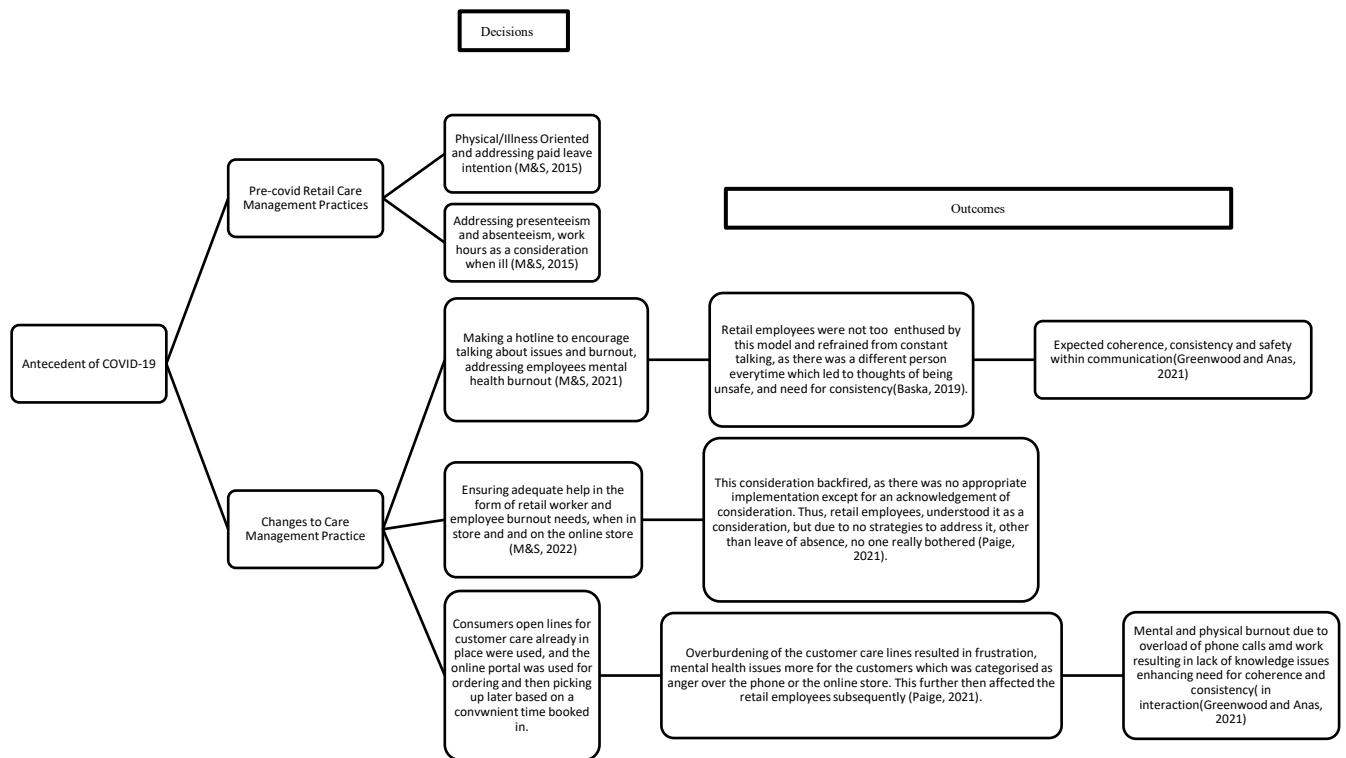 Decisions
Physical/Illness Oriented
and addressing paid leave
intention (M&S, 2015)
Pre-covid Retail Care
Management Practices
Outcomes
Addressing presenteeism
and absenteeism, work
hours as a consideration
when ill (M&S, 2015)
Antecedent of COVID-19
Making a hotline to encourage
talking about issues and burnout,
addressing employees mental
health burnout (M&S, 2021)
Retail employees were not too  enthused by
this model and refrained from constant
talking, as there was a different person
everytime which led to thoughts of being
unsafe, and need for consistency(Baska, 2019).
Expected coherence, consistency and safety
within communication(Greenwood and Anas,
2021)
Changes to Care
Management Practice
Ensuring adequate help in the
form of retail worker and
employee burnout needs, when in
store and and on the online store
(M&S, 2022)
This consideration backfired, as there was no appropriate
implementation except for an acknowledgement of
consideration. Thus, retail employees, understood it as a
consideration, but due to no strategies to address it, other
than leave of absence, no one really bothered (Paige,
2021).
Consumers open lines for
customer care already in
place were used, and the
online portal was used for
ordering and then picking
up later based on a
convwnient time booked
in.
Overburdening of the customer care lines resulted in frustration,
mental health issues more for the customers which was categorised as
anger over the phone or the online store. This further then affected the
retail employees subsequently (Paige, 2021).
Mental and physical burnout due to
overload of phone calls amd work
resulting in lack of knowledge issues
enhancing need for coherence and
consistency( in
interaction(Greenwood and Anas,
2021)